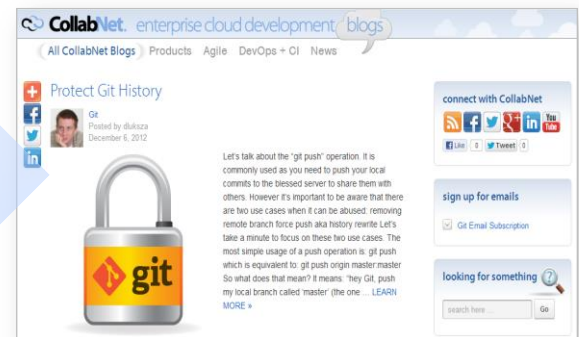 CollabNet. enterprise cloud development blogs
All CollabNet Blogs Products Agile DevOps + CI News
Protect Git History
Git
Posted by dluksza
December 6, 2012
git
Let's talk about the "git push" operation. It is
commonly used as you need to push your local
commits to the blessed server to share them with
others. However it's important to be aware that there
are two use cases when it can be abused: removing
remote branch force push aka history rewrite Let's
take a minute to focus on these two use cases. The
most simple usage of a push operation is: git push
which is equivalent to: git push origin master:master
So what does that mean? It means: "hey Git, push
my local branch called 'master' (the one ... LEARN
MORE »
connect with CollabNet
You
Tube
Like 0 Tweet 0
sign up for emails
Git Email Subscription
looking for something
search here ... Go